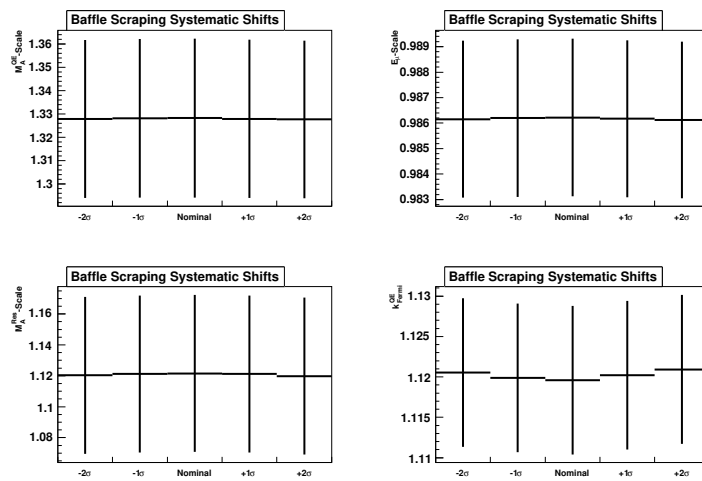 Baffle Scraping Systematic Shifts
M_A^QE-Scale
1.36
1.35
1.34
1.33
1.32
1.31
1.3
-2σ -1σ Nominal +1σ +2σ
Baffle Scraping Systematic Shifts
E_μ-Scale
0.989
0.988
0.987
0.986
0.985
0.984
0.983
-2σ -1σ Nominal +1σ +2σ
Baffle Scraping Systematic Shifts
M_A^Res-Scale
1.16
1.14
1.12
1.1
1.08
-2σ -1σ Nominal +1σ +2σ
Baffle Scraping Systematic Shifts
k_Fermi^QE
1.13
1.125
1.12
1.115
1.11
-2σ -1σ Nominal +1σ +2σ